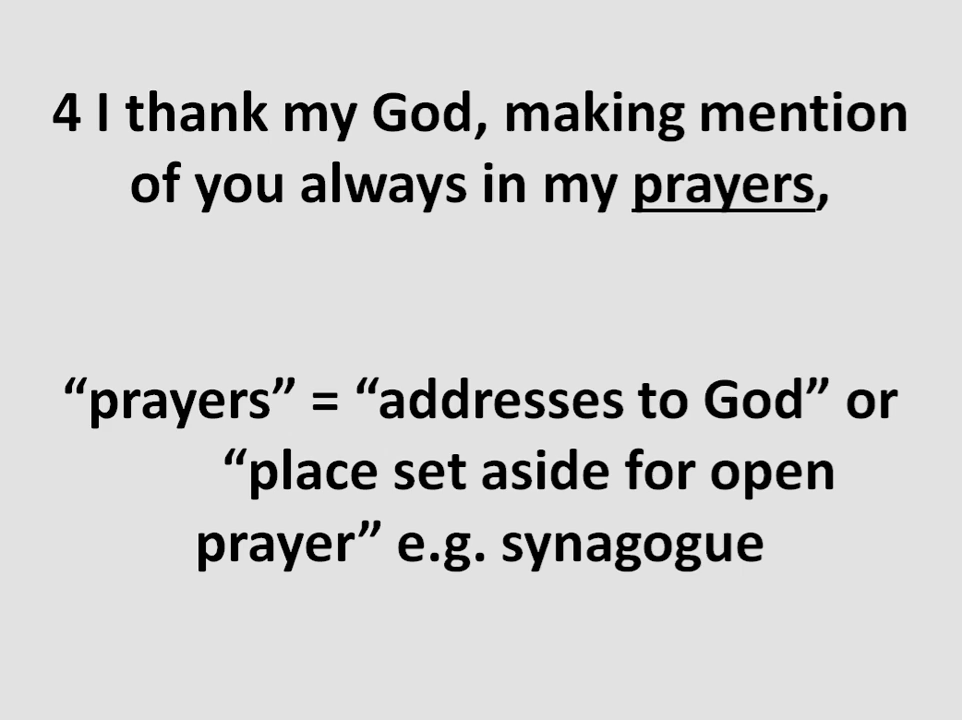 4 I thank my God, making mention
of you always in my prayers,
“prayers” = “addresses to God” or
“place set aside for open
prayer” e.g. synagogue